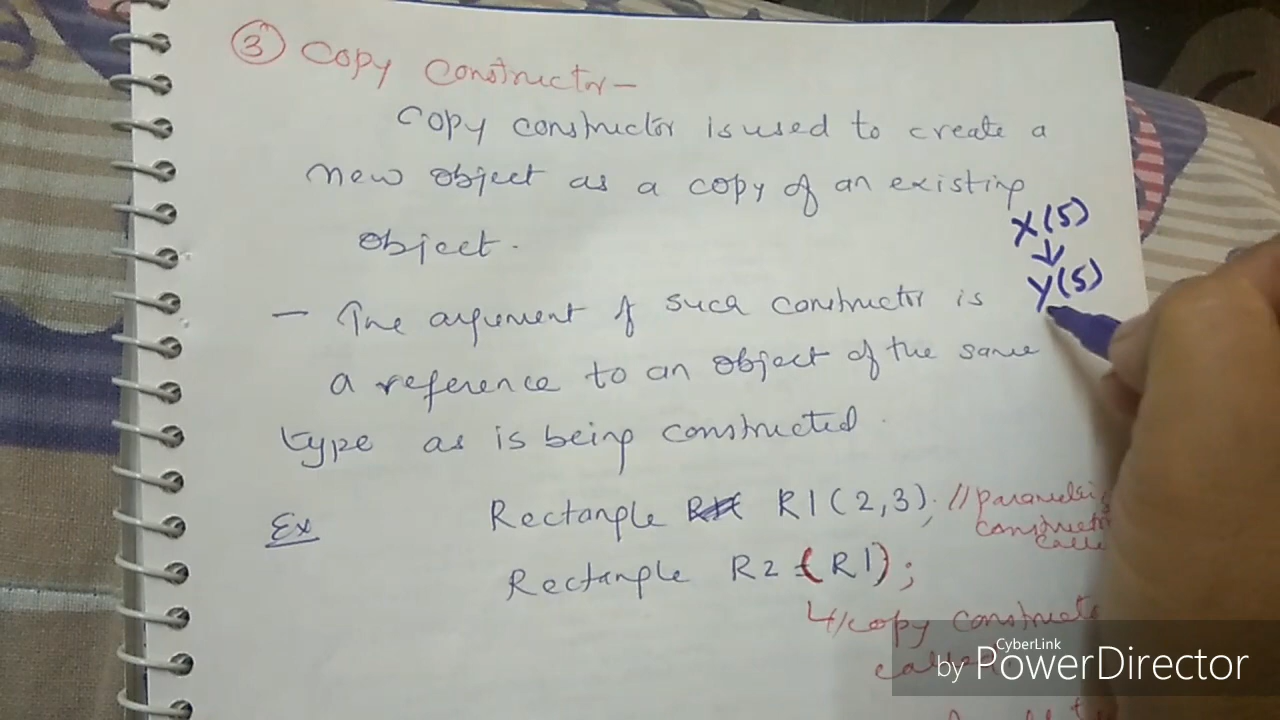 ③ Copy Constructor -
Copy constructor is used to create a
new object as a copy of an existing
object.
X(5)
↓
Y(5)
- The argument of such constructor is
a reference to an object of the same
type as is being constructed.
Ex
Rectangle R1(2,3); //
Rectangle R2(R1);
copy
CyberLink
by PowerDirector